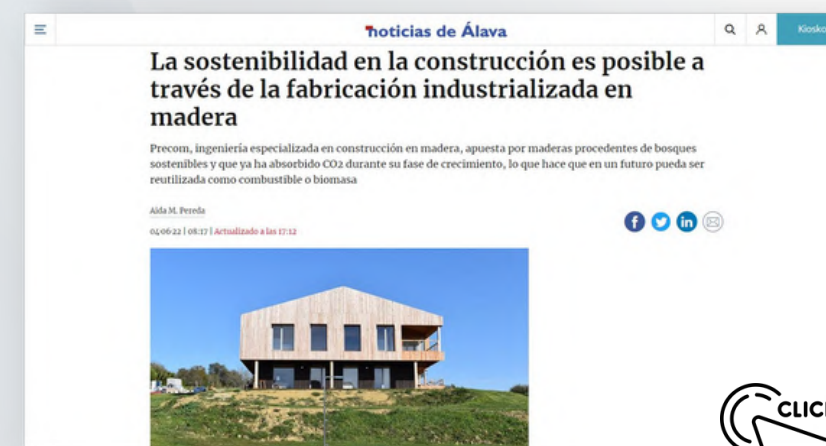 noticias de Álava
Kiosko
La sostenibilidad en la construcción es posible a
través de la fabricación industrializada en
madera
Precom, ingeniería especializada en construcción en madera, apuesta por maderas procedentes de bosques
sostenibles y que ya ha absorbido CO2 durante su fase de crecimiento, lo que hace que en un futuro pueda ser
reutilizada como combustible o biomasa
Aida M. Pereda
04·06·22 | 08:17 | Actualizado a las 17:12
f in
CLIC